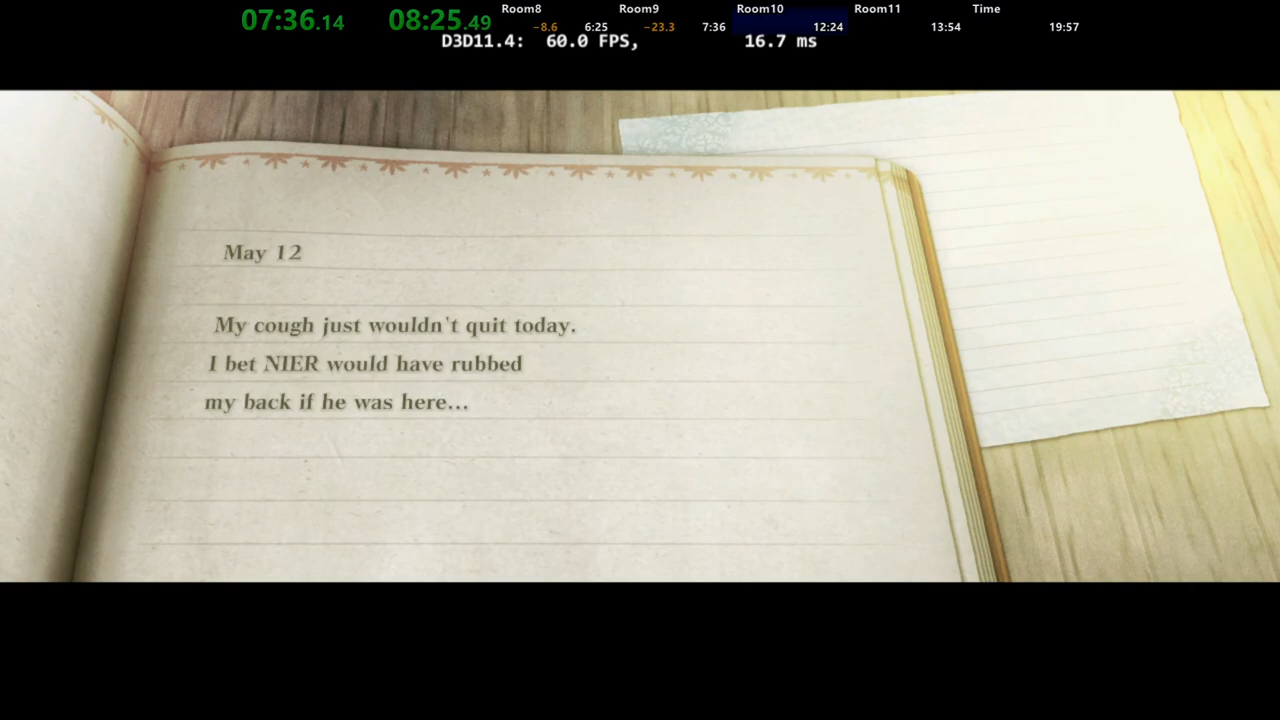 07:36.14 08:25.49 Room8 Room9 Room10 Room11 Time
-8.6 6:25 -23.3 7:36 12:24 13:54 19:57
D3D11.4: 60.0 FPS, 16.7 ms
May 12
My cough just wouldn't quit today.
I bet NIER would have rubbed
my back if he was here...